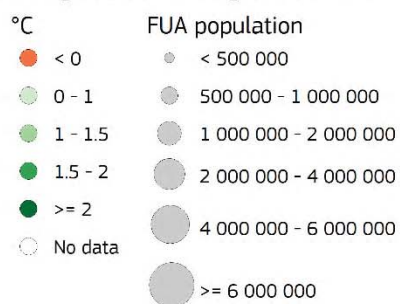 °C
< 0
0 - 1
1 - 1.5
1.5 - 2
>= 2
No data
FUA population
< 500 000
500 000 - 1 000 000
1 000 000 - 2 000 000
2 000 000 - 4 000 000
4 000 000 - 6 000 000
>= 6 000 000